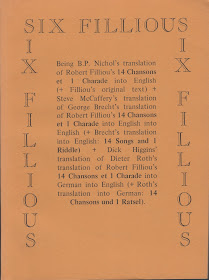 SIX FILLIOUS
SIX FILLIOUS
SIX FILLIOUS
Being B.P. Nichol's translation
of Robert Filliou's 14 Chansons
et 1 Charade into English
(+ Filliou's original text) +
Steve McCaffery's translation
of George Brecht's translation
of Robert Filliou's 14 Chansons
et 1 Charade into English into
English (+ Brecht's translation
into English: 14 Songs and 1
Riddle) + Dick Higgins'
translation of Dieter Roth's
translation of Robert Filliou's
14 Chansons et 1 Charade into
German into English (+ Roth's
translation into German: 14
Chansons und 1 Ratsel).